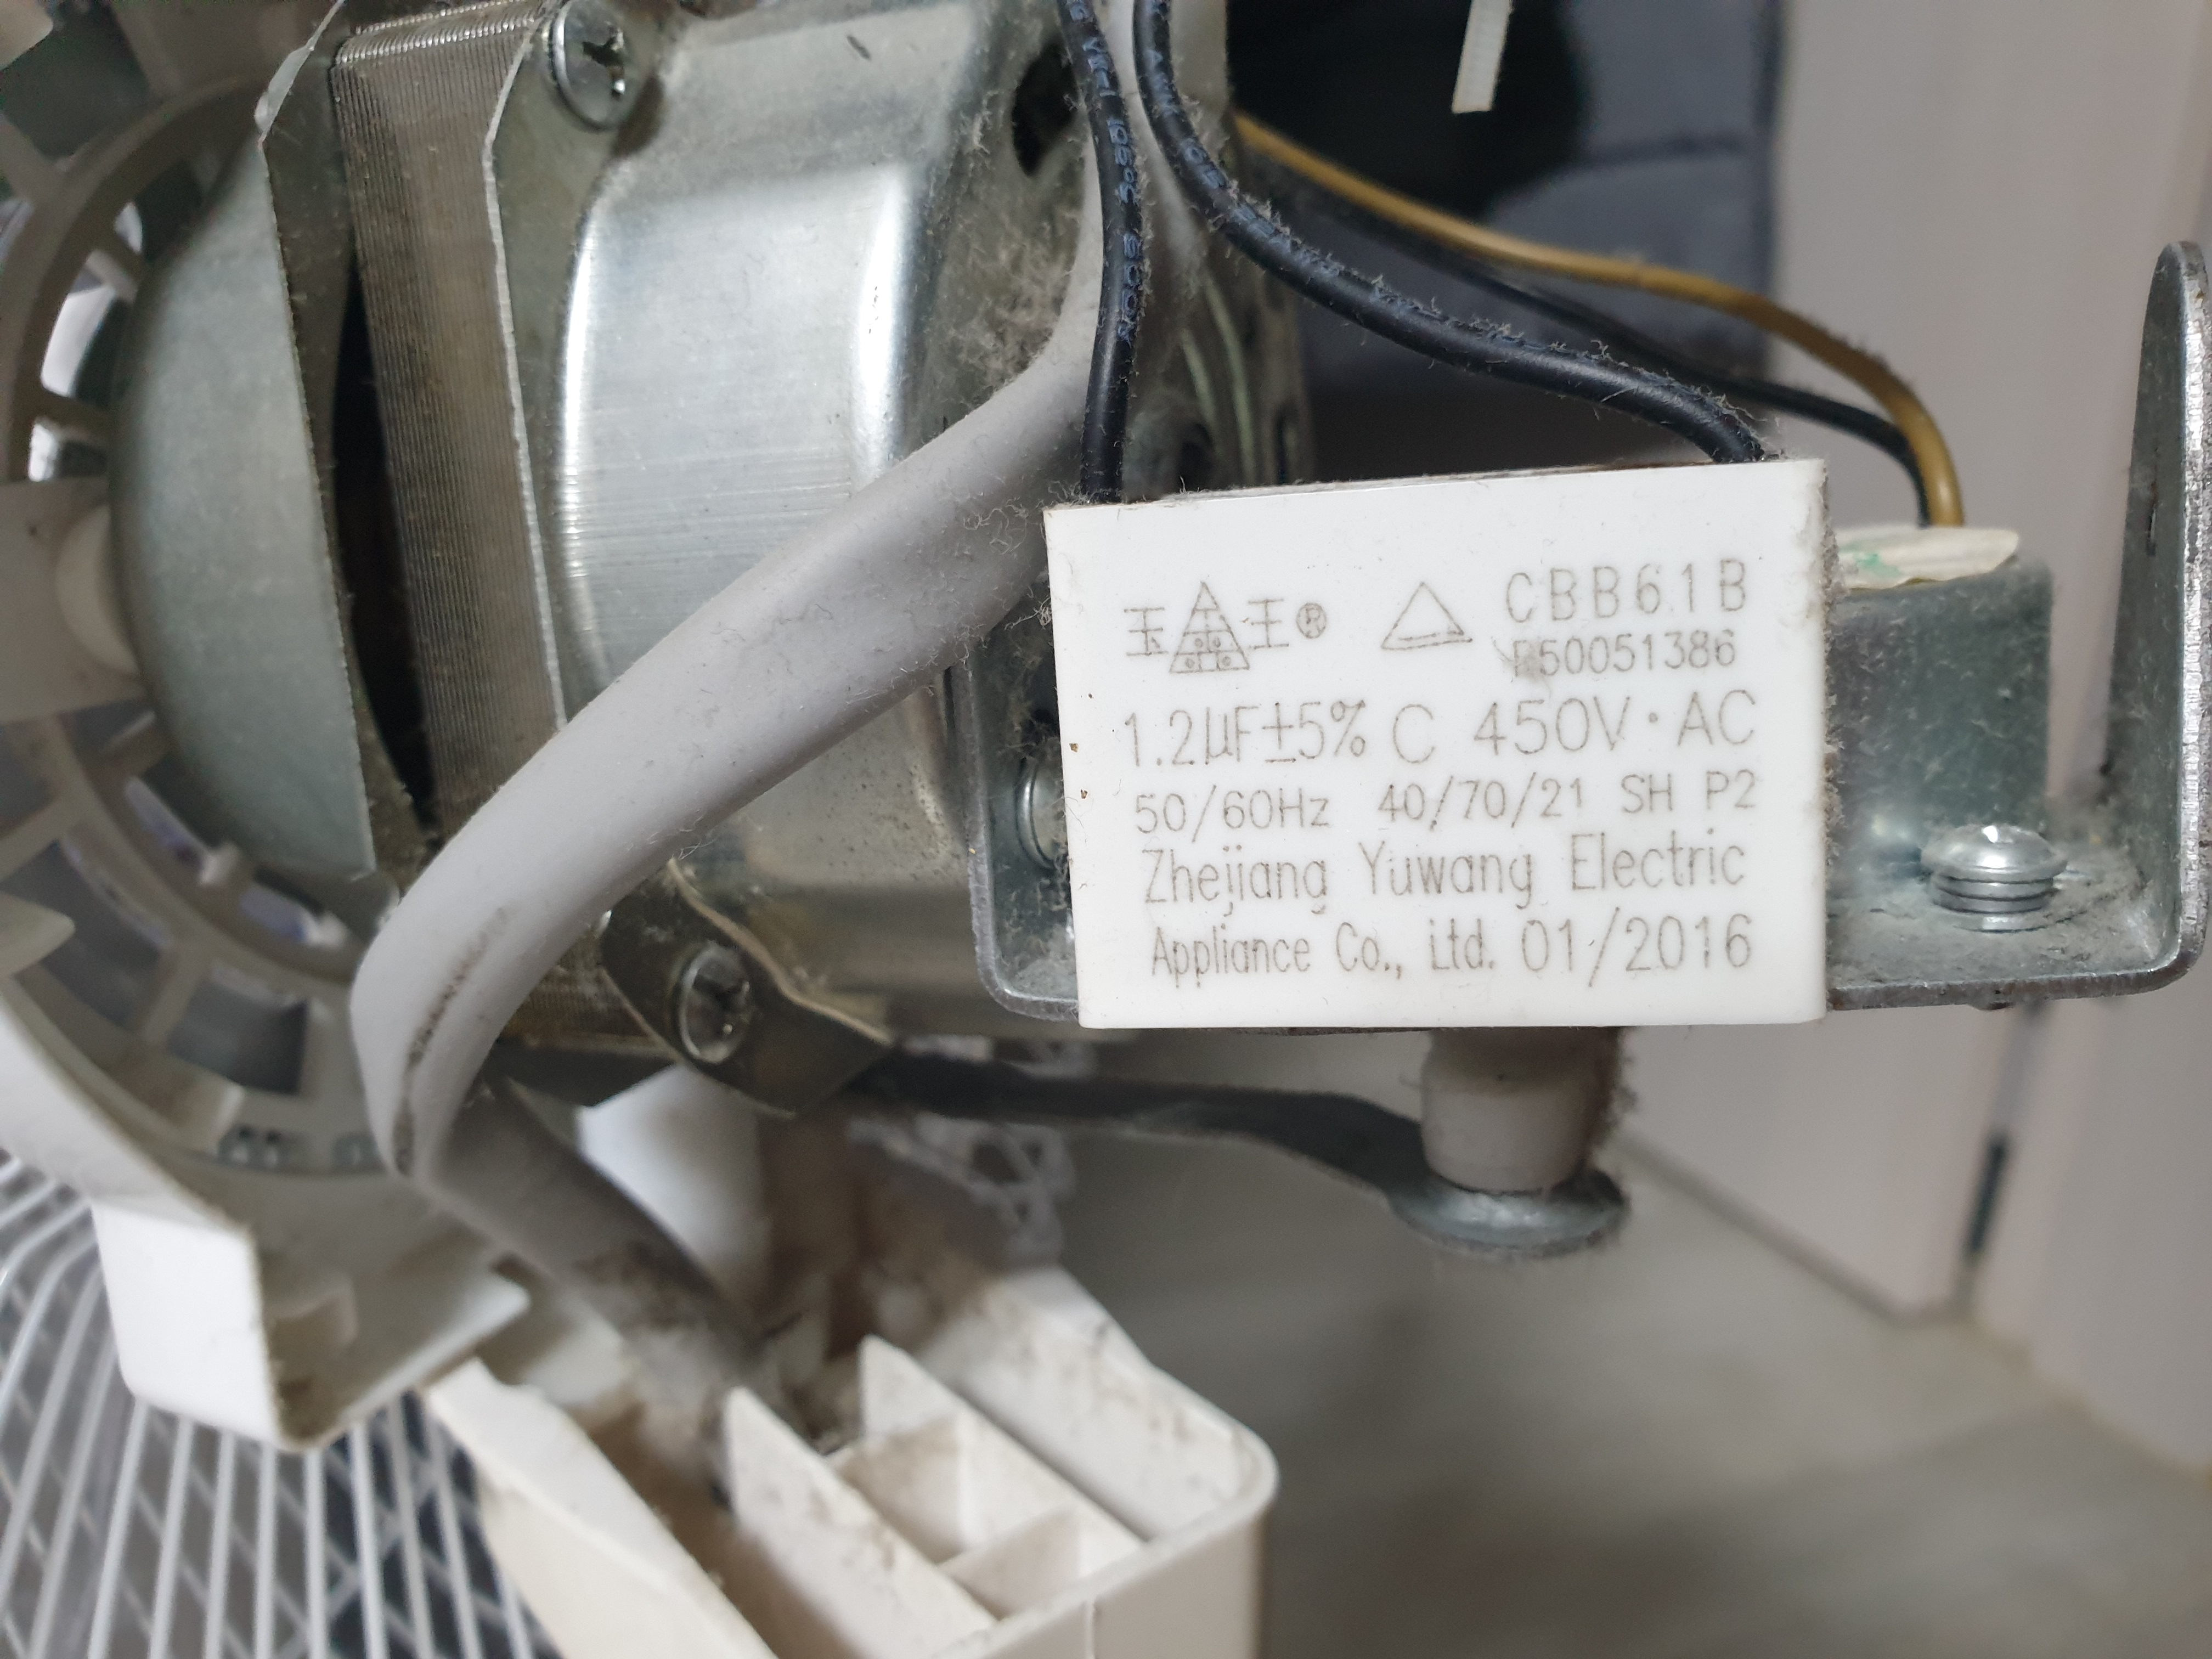 玉王® CBB61B
R50051386
1.2μF±5% C 450V·AC
50/60Hz 40/70/21 SH P2
Zhejiang Yuwang Electric
Appliance Co., Ltd. 01/2016